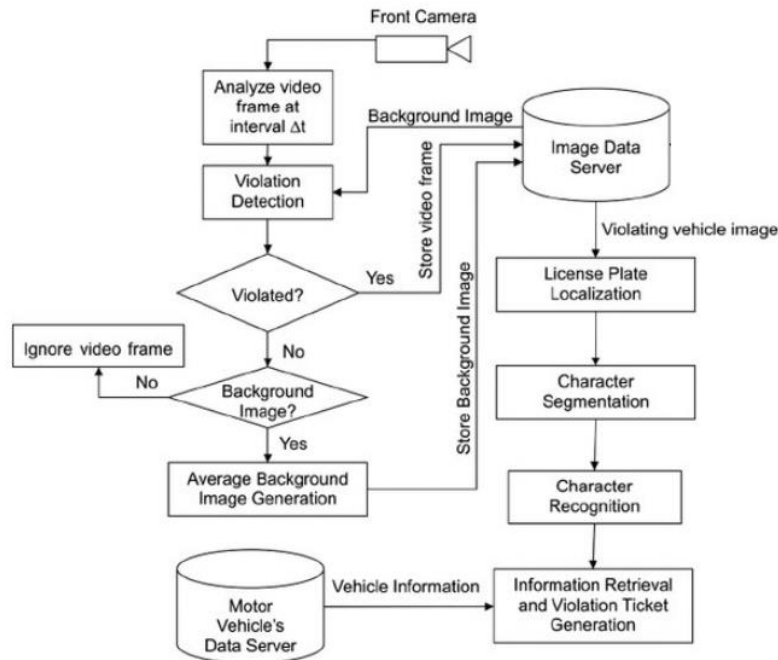 Front Camera
Analyze video
frame at
interval Δt
Background Image
Image Data
Server
Violation
Detection
Store video frame
Violating vehicle image
Violated?
Yes
License Plate
Localization
Store Background Image
Ignore video frame
No
No
Background
Image?
Character
Segmentation
Yes
Average Background
Image Generation
Character
Recognition
Motor
Vehicle's
Data Server
Vehicle Information
Information Retrieval
and Violation Ticket
Generation